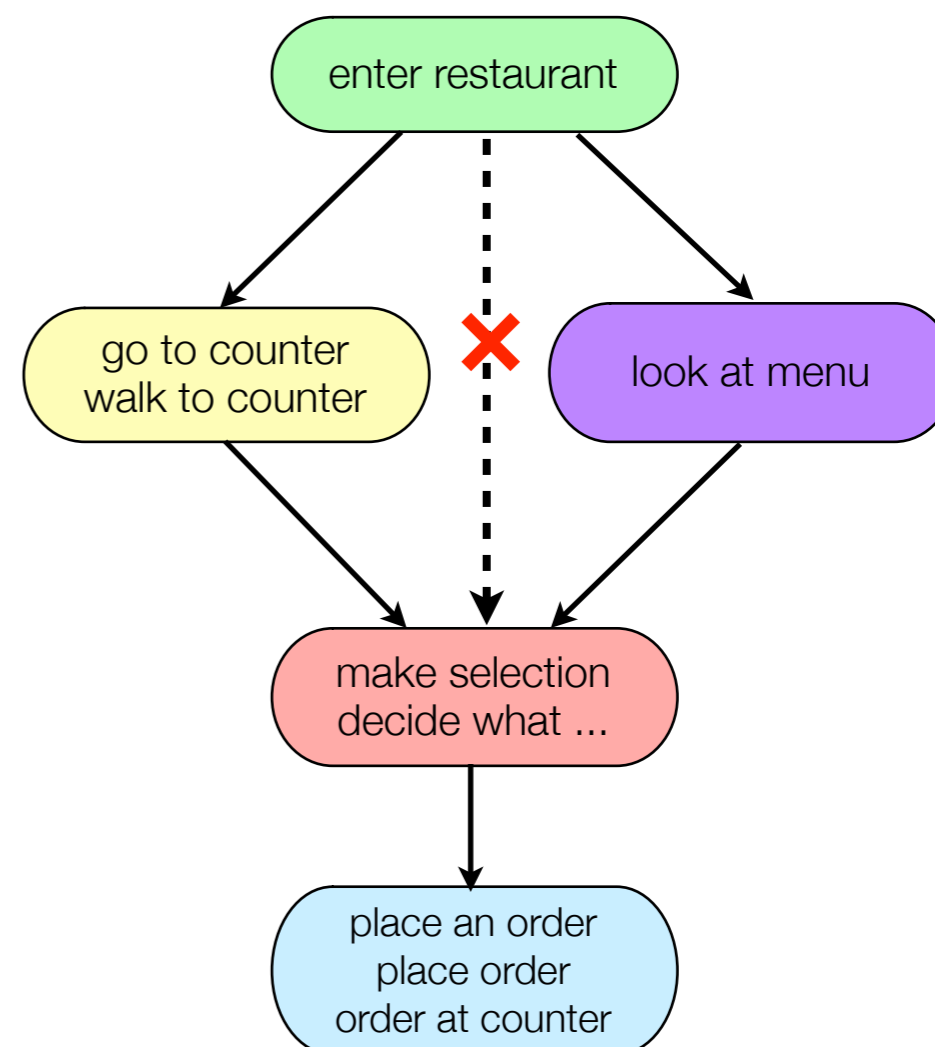 enter restaurant
go to counter
walk to counter
look at menu
make selection
decide what ...
place an order
place order
order at counter